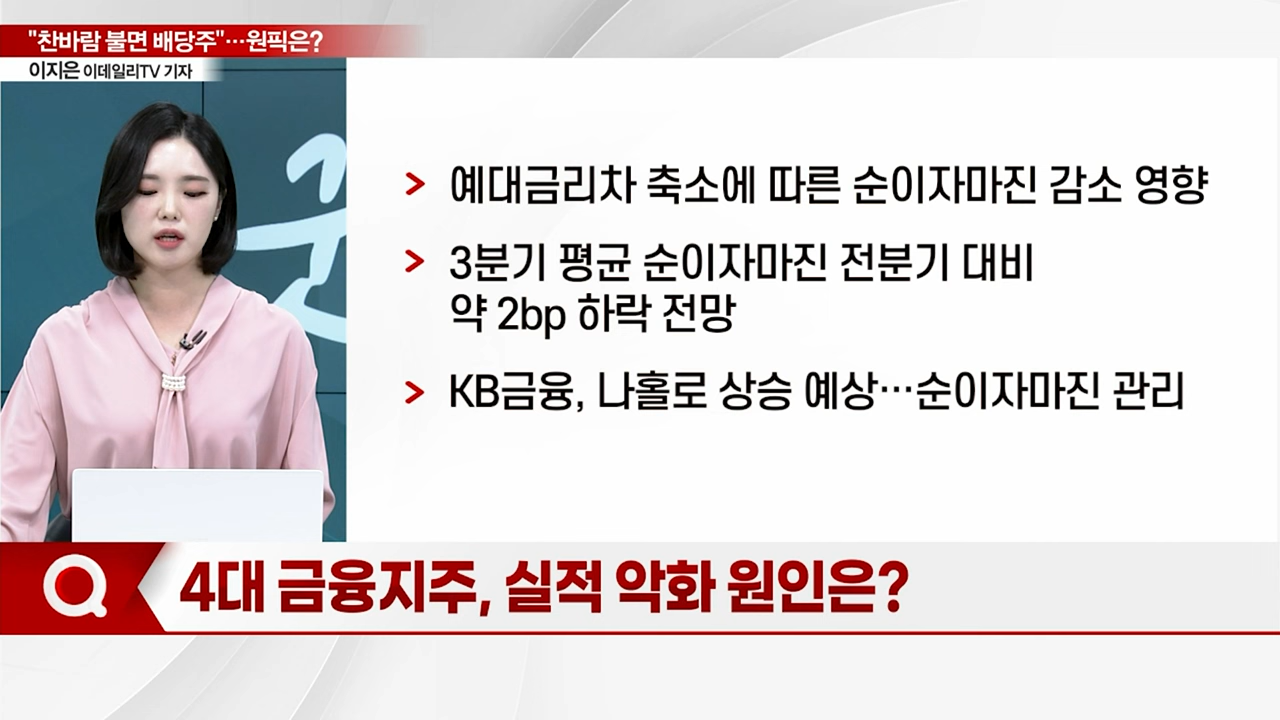 "찬바람 불면 배당주"…원픽은?
이지은 이데일리TV 기자
> 예대금리차 축소에 따른 순이자마진 감소 영향
> 3분기 평균 순이자마진 전분기 대비
약 2bp 하락 전망
> KB금융, 나홀로 상승 예상…순이자마진 관리
Q 4대 금융지주, 실적 악화 원인은?